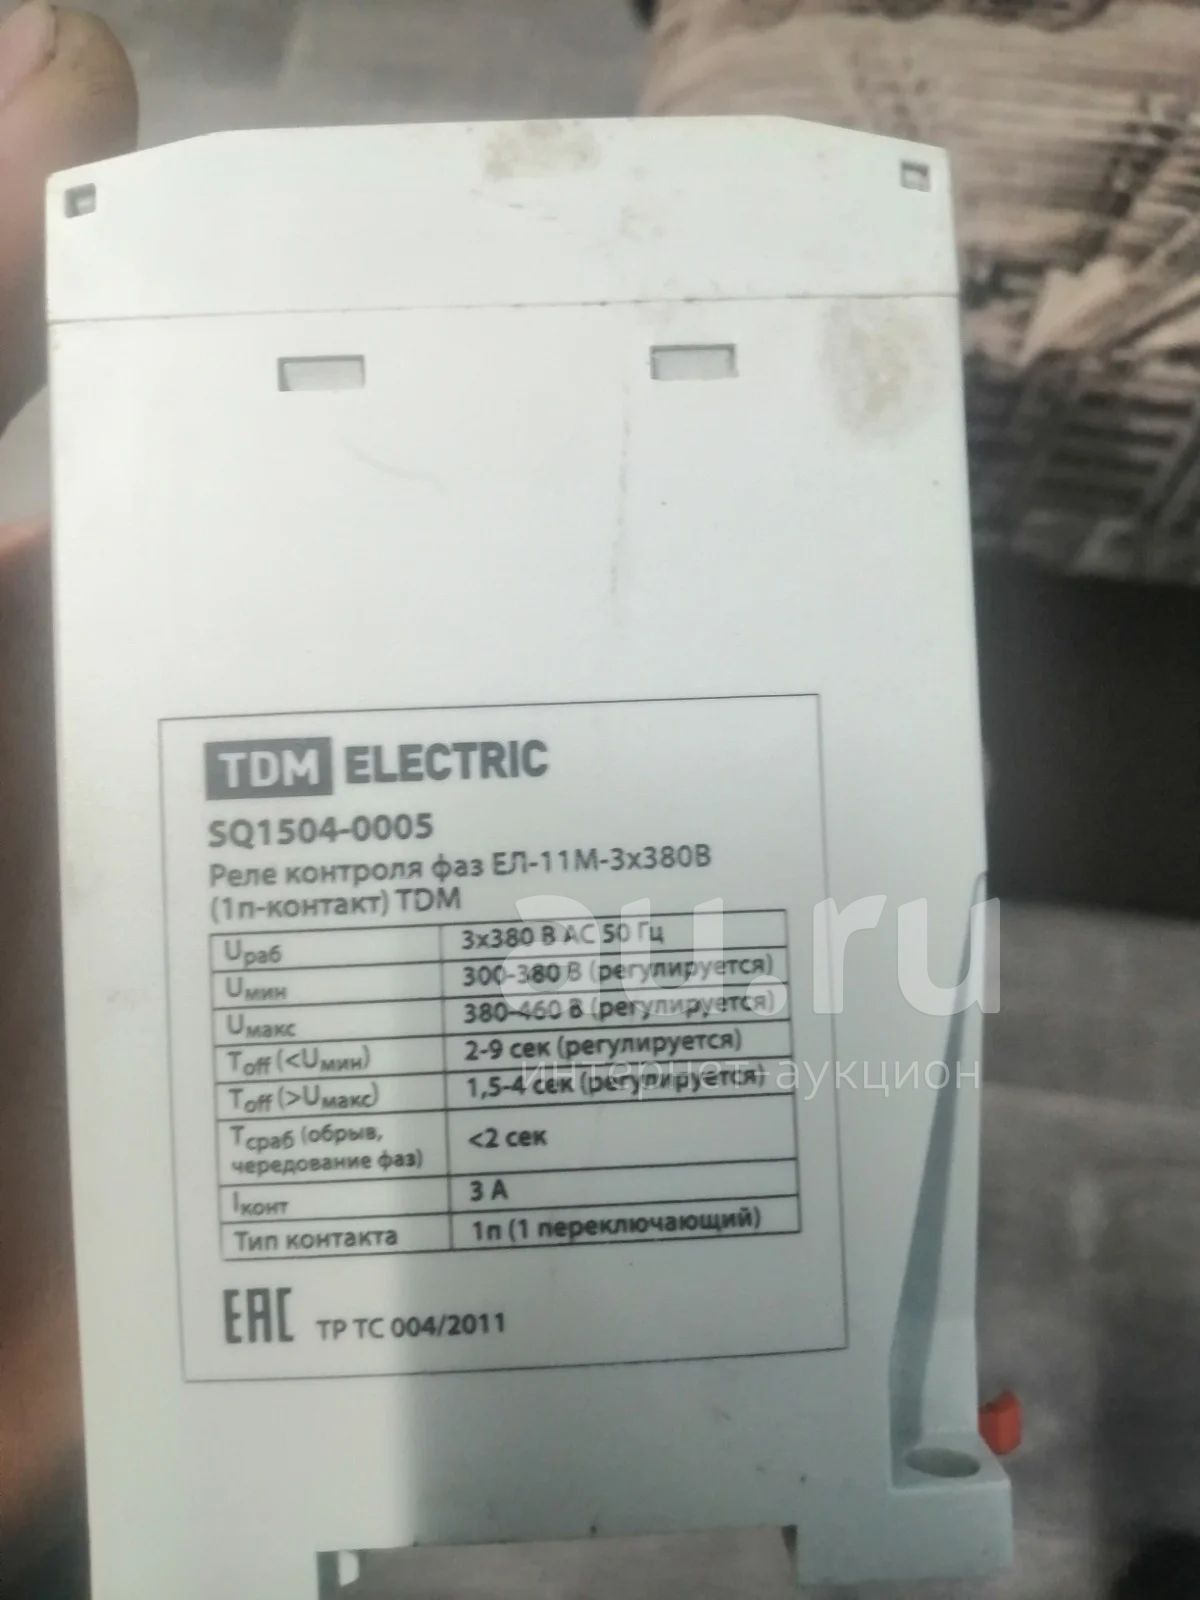 TDM ELECTRIC
SQ1504-0005
Реле контроля фаз ЕЛ-11М-3х380В
(1п-контакт) TDM
Uраб 3х380 В AC 50 Гц
Uмин 300-380 В (регулируется)
Uмакс 380-460 В (регулируется)
Toff (<Uмин) 2-9 сек (регулируется)
Toff (>Uмакс) 1,5-4 сек (регулируется)
Tсраб (обрыв,
чередование фаз) <2 сек
Iконт 3 А
Тип контакта 1п (1 переключающий)
EAC ТР ТС 004/2011
au.ru
интернет-аукцион